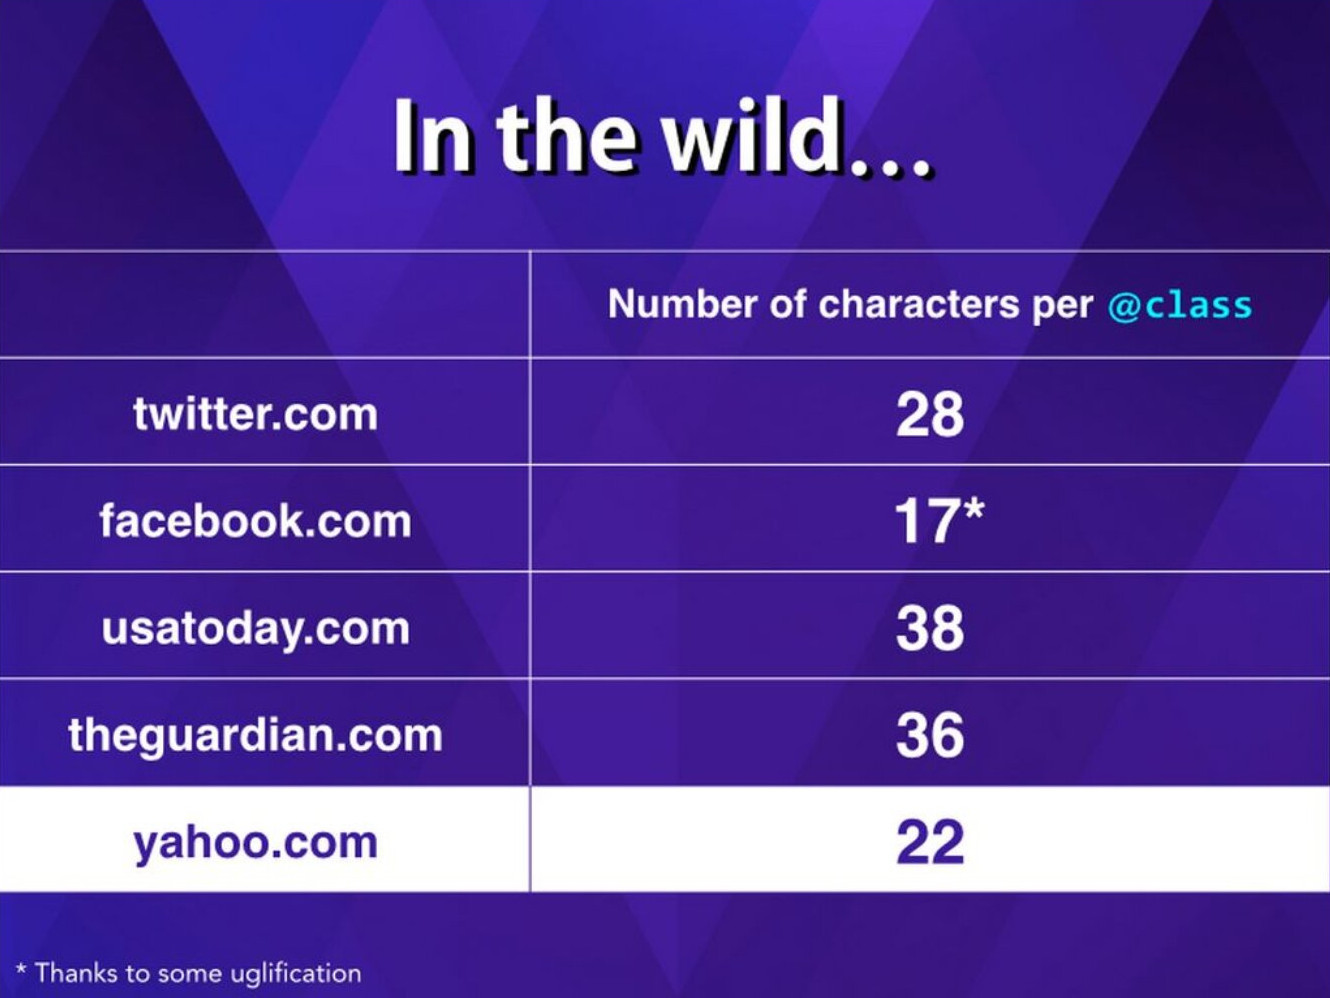 In the wild...
Number of characters per @class
twitter.com 28
facebook.com 17*
usatoday.com 38
theguardian.com 36
yahoo.com 22
* Thanks to some uglification